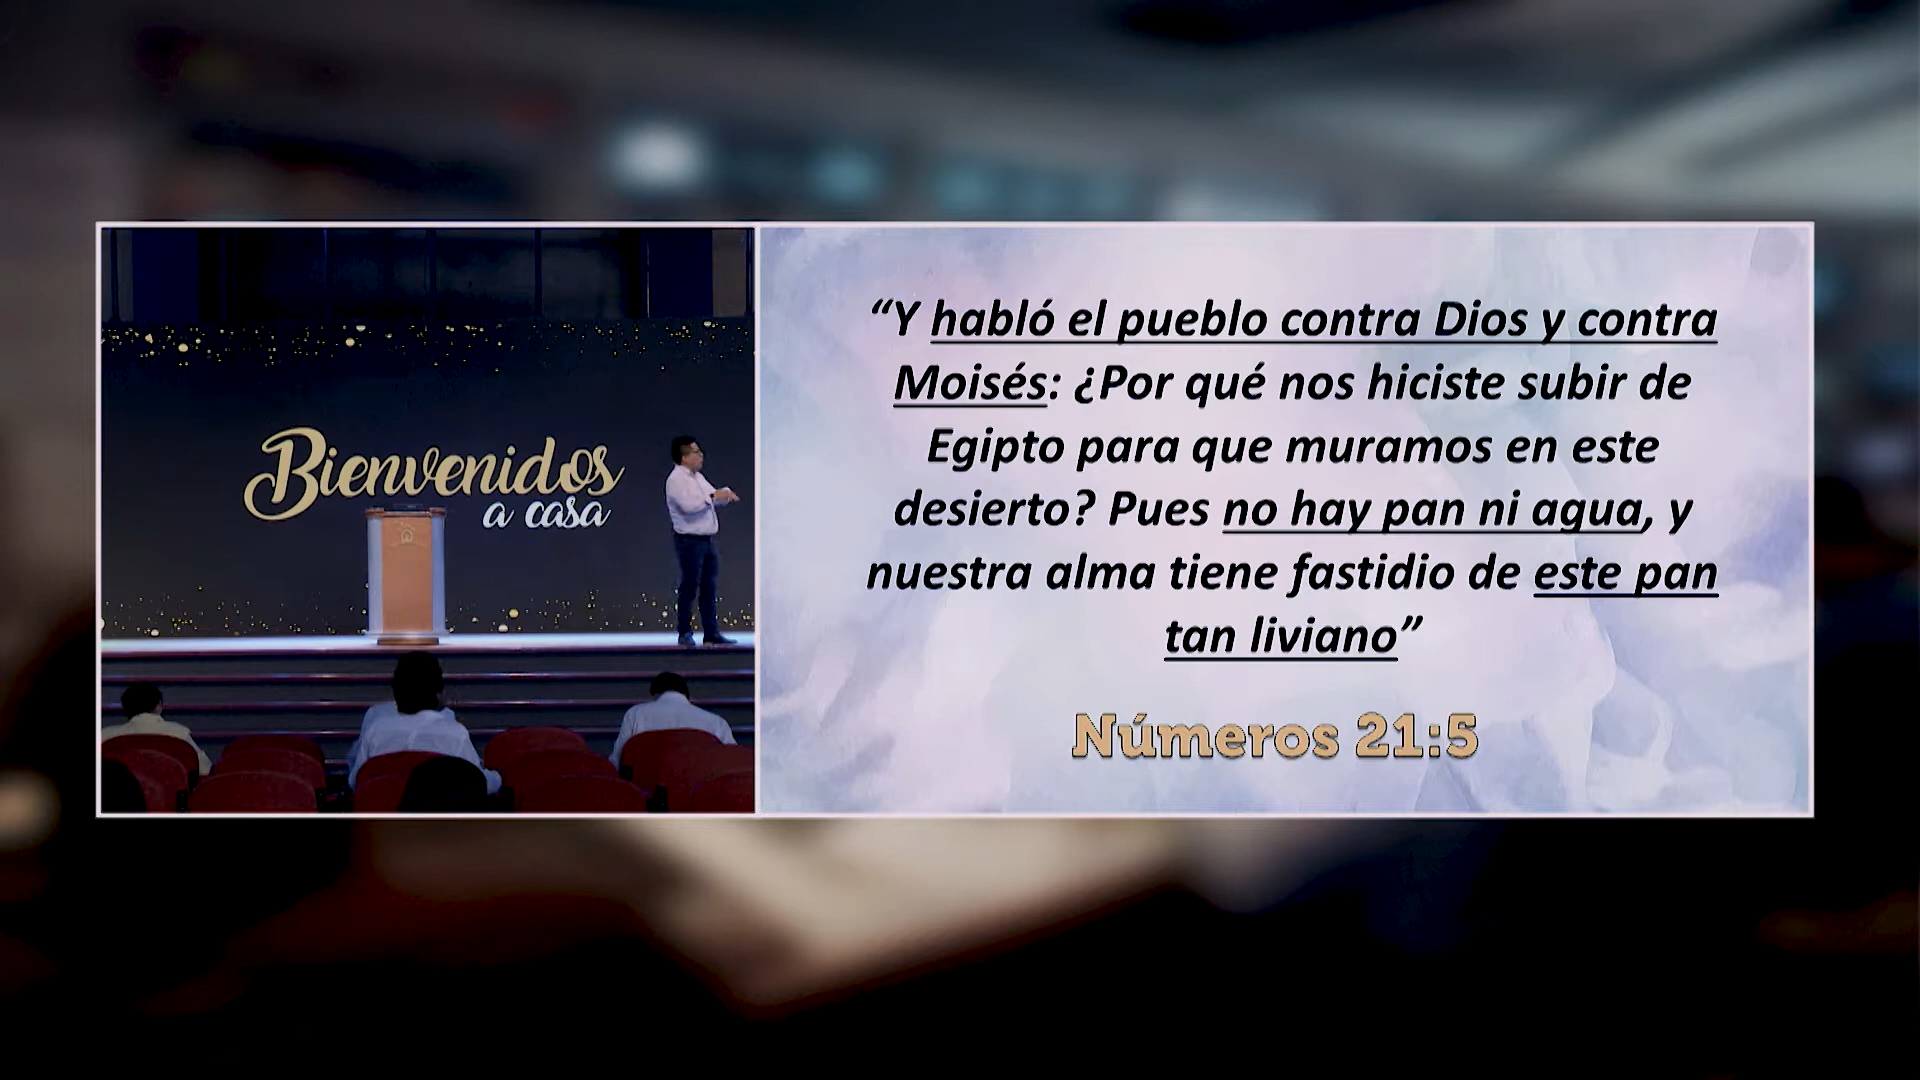 Bienvenidos
a casa
“Y habló el pueblo contra Dios y contra
Moisés: ¿Por qué nos hiciste subir de
Egipto para que muramos en este
desierto? Pues no hay pan ni agua, y
nuestra alma tiene fastidio de este pan
tan liviano”
Números 21:5